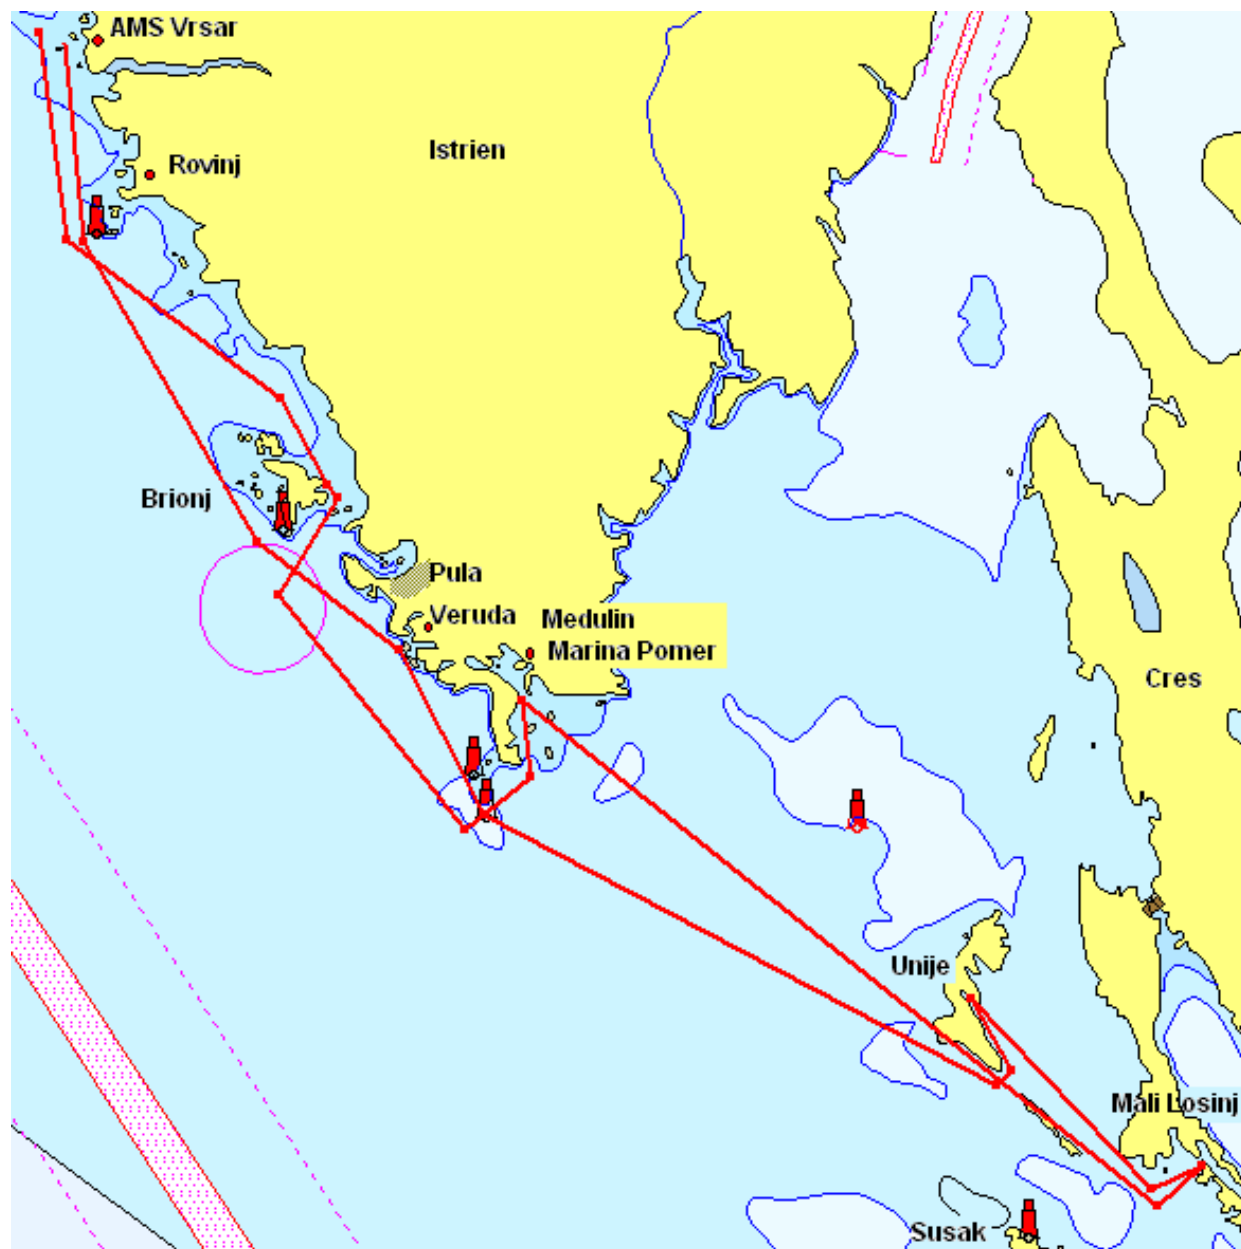 AMS Vrsar
Istrien
Rovinj
Brionj
Pula
Veruda
Medulin
Marina Pomer
Cres
Unije
Mali Losinj
Susak